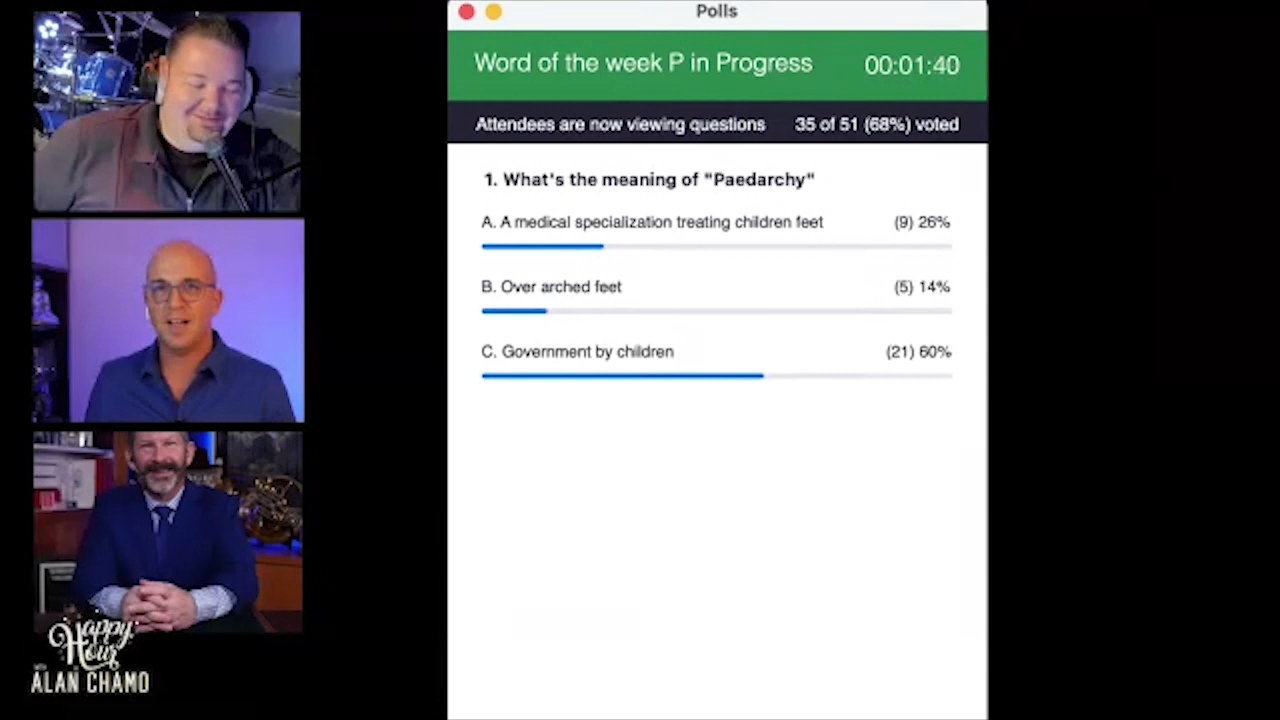 Polls
Word of the week P in Progress 00:01:40
Attendees are now viewing questions 35 of 51 (68%) voted
1. What's the meaning of "Paedarchy"
A. A medical specialization treating children feet (9) 26%
B. Over arched feet (5) 14%
C. Government by children (21) 60%
Happy
Hour
WITH
ALAN CHAMO